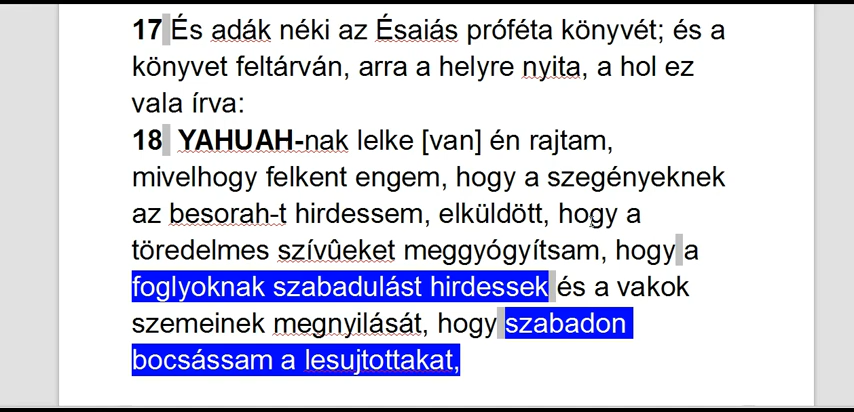 17 És adák néki az Ésaiás próféta könyvét; és a
könyvet feltárván, arra a helyre nyita, a hol ez
vala írva:
18 YAHUAH-nak lelke [van] én rajtam,
mivelhogy felkent engem, hogy a szegényeknek
az besorah-t hirdessem, elküldött, hogy a
töredelmes szívûeket meggyógyítsam, hogy a
foglyoknak szabadulást hirdessek és a vakok
szemeinek megnyilását, hogy szabadon
bocsássam a lesujtottakat,